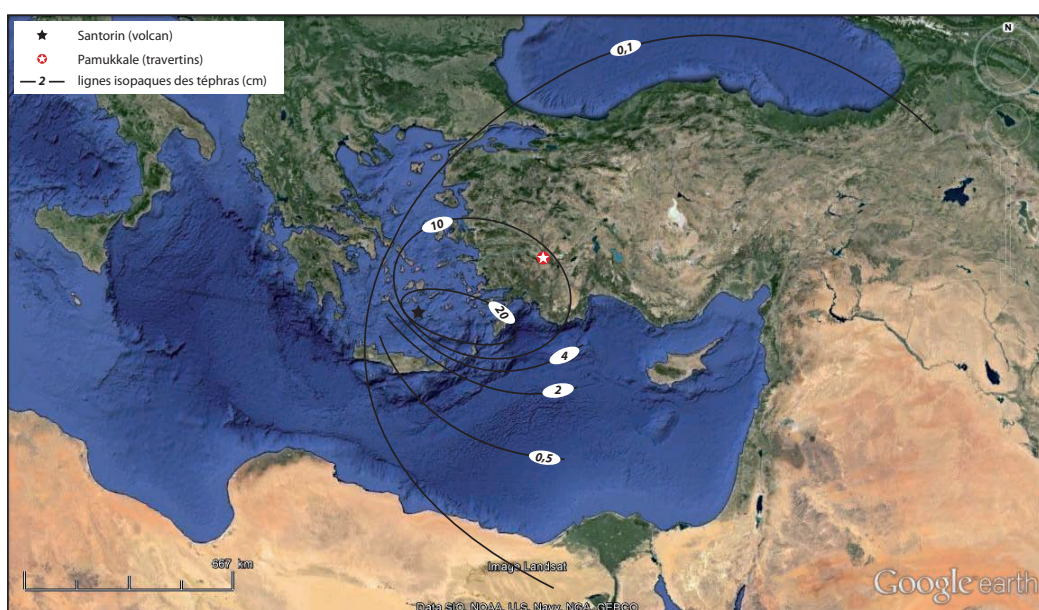 Santorin (volcan)
Pamukkale (travertins)
2 lignes isopaques des téphras (cm)
N
0,1
10
20
4
2
0,5
667 km
Image Landsat
Data SIO, NOAA, U.S. Navy, NGA, GEBCO
Google earth